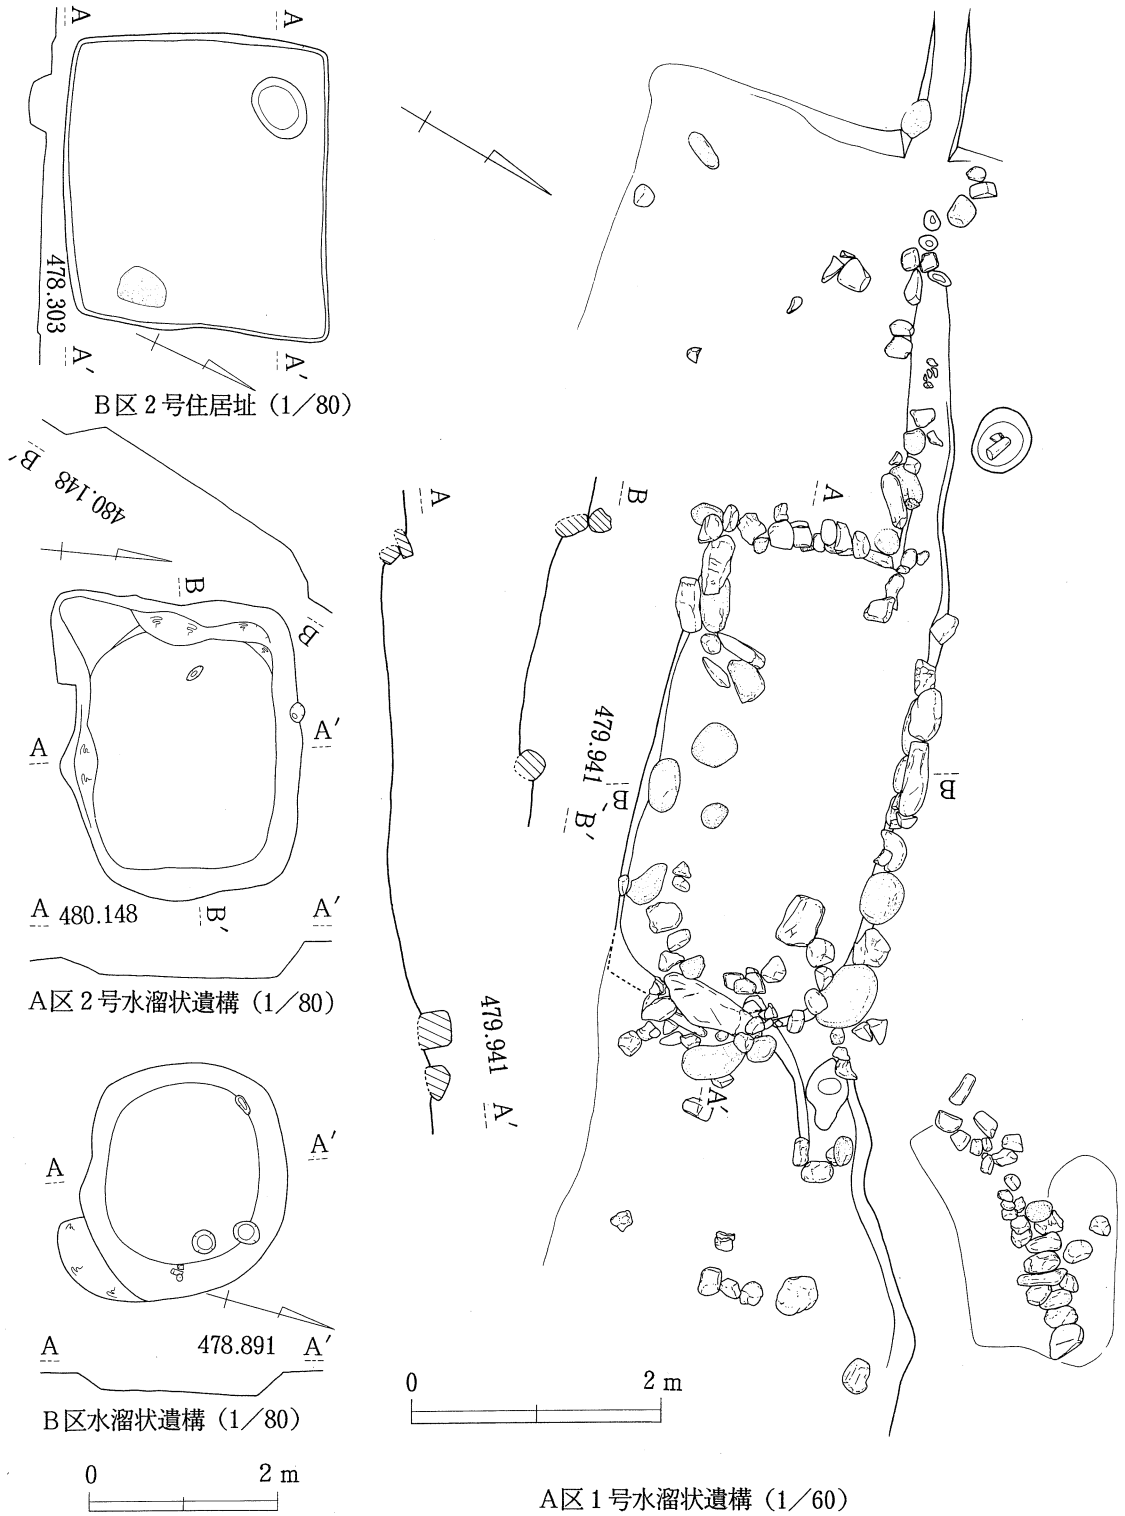 A
A
478.303
A'
A'
B区2号住居址（1／80）
B'
480.148
B
B
A
A'
A 480.148
B'
A'
A区2号水溜状遺構（1／80）
A
A'
A
478.891
A'
B区水溜状遺構（1／80）
0
2 m
A
B
A
479.941
B'
B'
B
479.941
A'
A'
0
2 m
A区1号水溜状遺構（1／60）